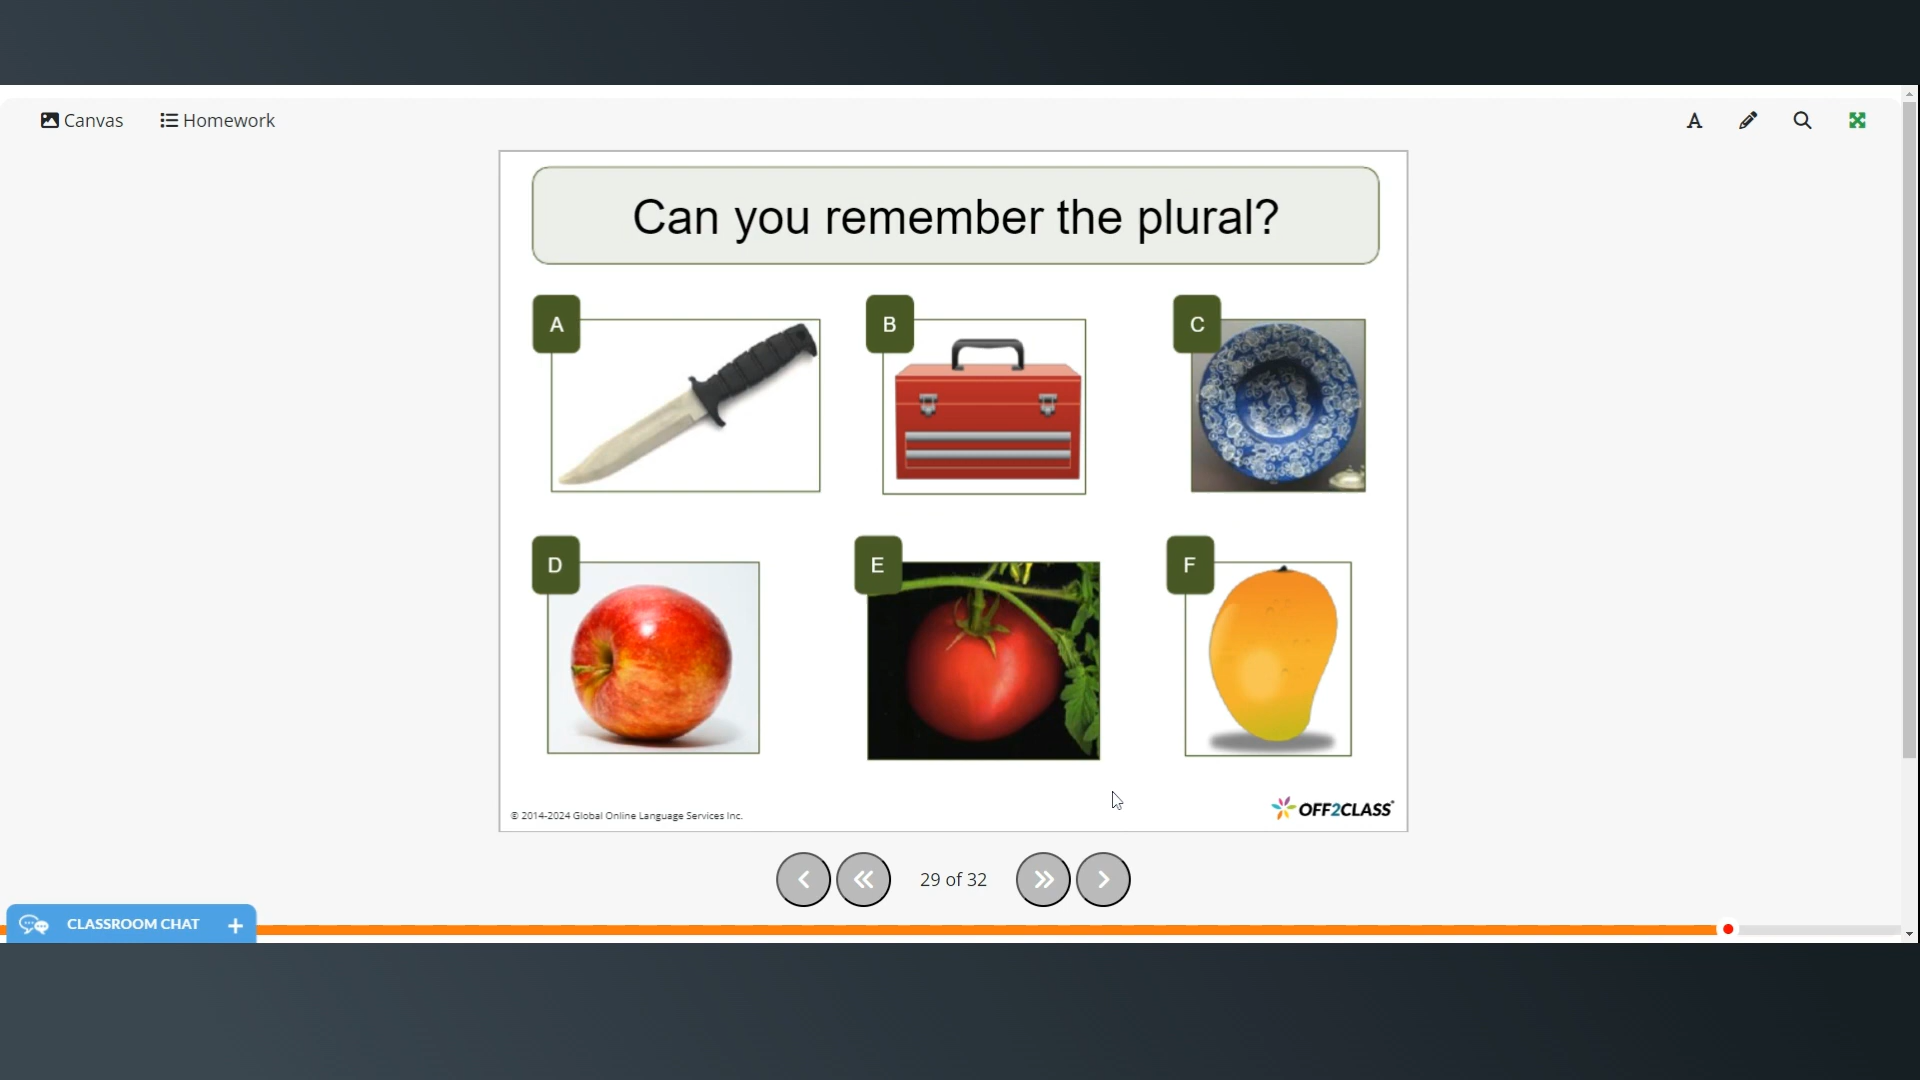 Canvas
Homework
A
Can you remember the plural?
A
B
C
D
E
F
© 2014-2024 Global Online Language Services Inc.
OFF2CLASS
29 of 32
CLASSROOM CHAT +